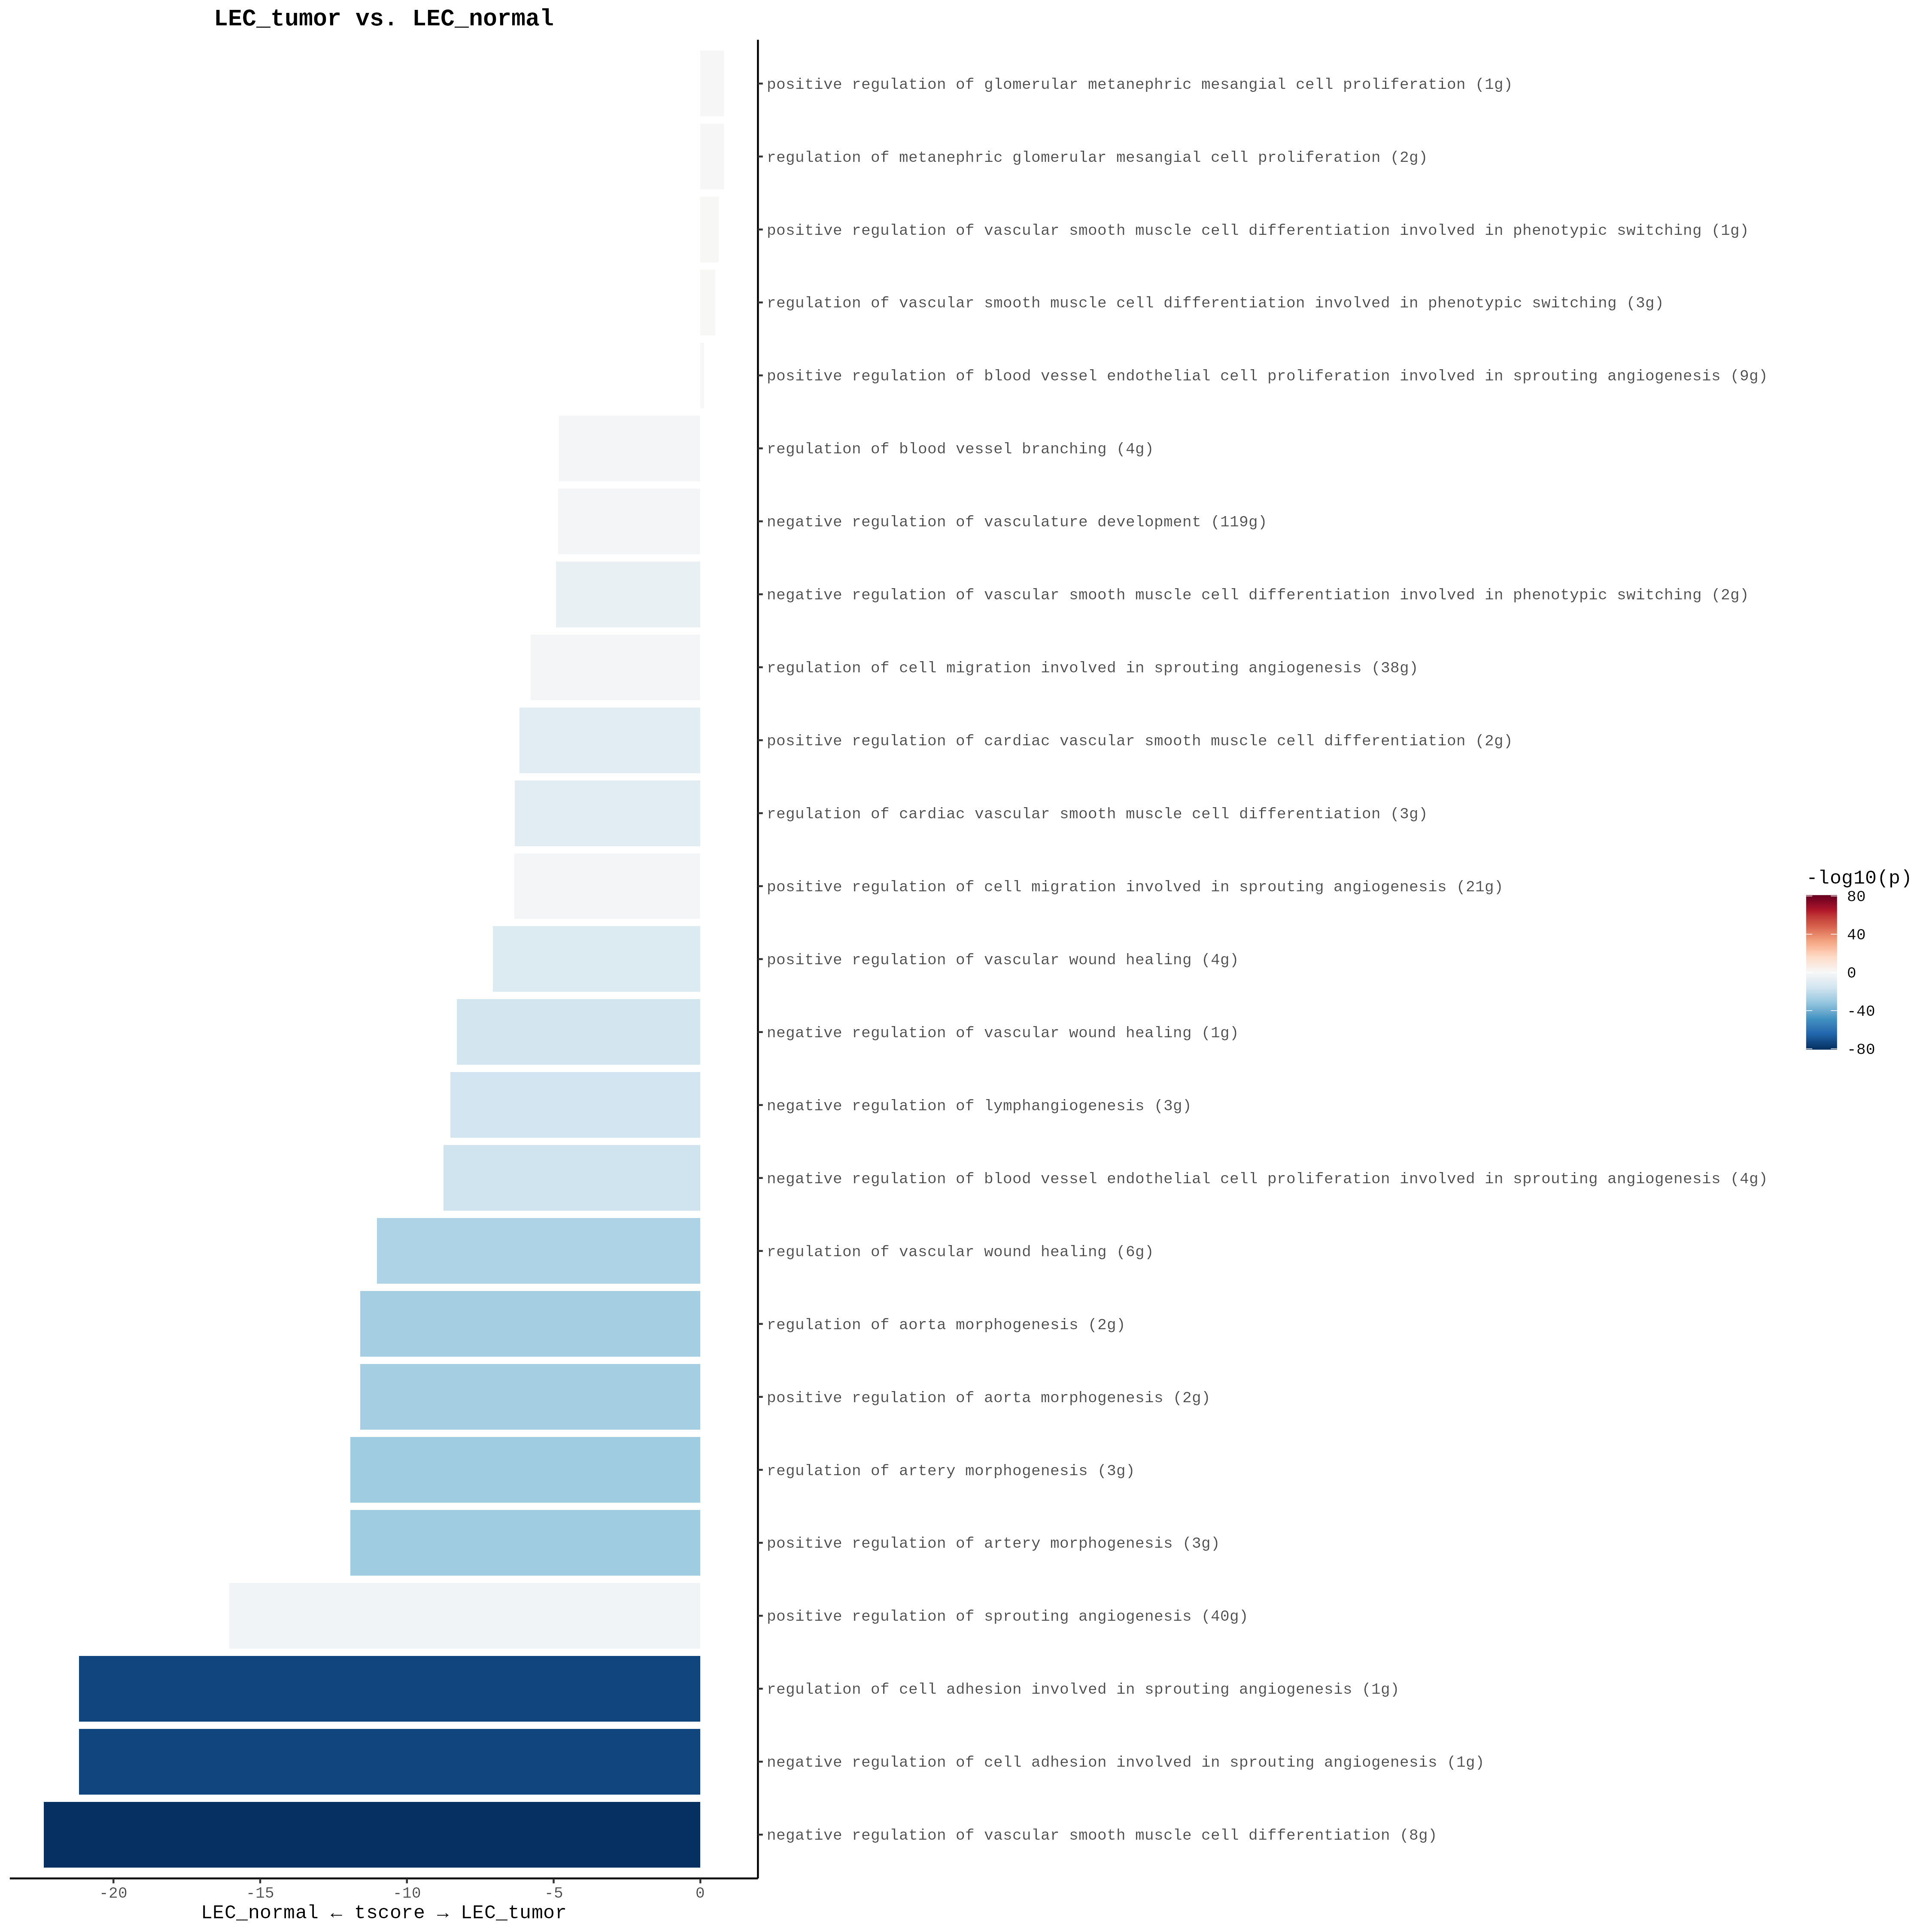 LEC_tumor vs. LEC_normal
positive regulation of glomerular metanephric mesangial cell proliferation (1g)
regulation of metanephric glomerular mesangial cell proliferation (2g)
positive regulation of vascular smooth muscle cell differentiation involved in phenotypic switching (1g)
regulation of vascular smooth muscle cell differentiation involved in phenotypic switching (3g)
positive regulation of blood vessel endothelial cell proliferation involved in sprouting angiogenesis (9g)
regulation of blood vessel branching (4g)
negative regulation of vasculature development (119g)
negative regulation of vascular smooth muscle cell differentiation involved in phenotypic switching (2g)
regulation of cell migration involved in sprouting angiogenesis (38g)
positive regulation of cardiac vascular smooth muscle cell differentiation (2g)
regulation of cardiac vascular smooth muscle cell differentiation (3g)
positive regulation of cell migration involved in sprouting angiogenesis (21g)
positive regulation of vascular wound healing (4g)
negative regulation of vascular wound healing (1g)
negative regulation of lymphangiogenesis (3g)
negative regulation of blood vessel endothelial cell proliferation involved in sprouting angiogenesis (4g)
regulation of vascular wound healing (6g)
regulation of aorta morphogenesis (2g)
positive regulation of aorta morphogenesis (2g)
regulation of artery morphogenesis (3g)
positive regulation of artery morphogenesis (3g)
positive regulation of sprouting angiogenesis (40g)
regulation of cell adhesion involved in sprouting angiogenesis (1g)
negative regulation of cell adhesion involved in sprouting angiogenesis (1g)
negative regulation of vascular smooth muscle cell differentiation (8g)
-20 -15 -10 -5 0
LEC_normal ← tscore → LEC_tumor
-log10(p)
80
40
0
-40
-80